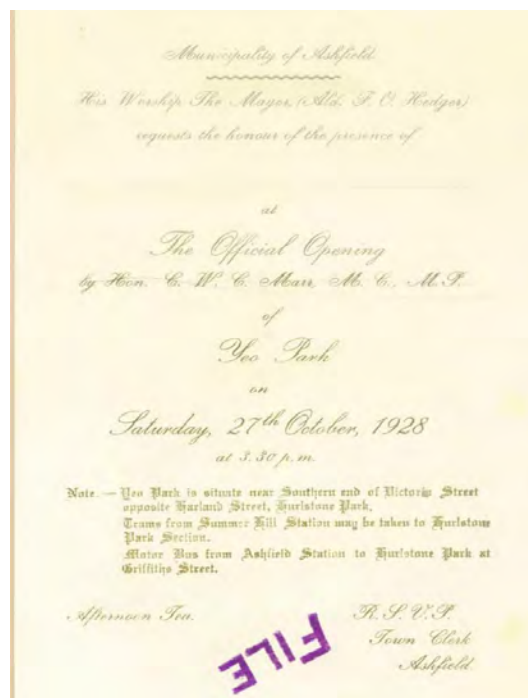 Municipality of Ashfield
His Worship The Mayor, (Ald. F. O. Hedger)
requests the honour of the presence of
at
The Official Opening
by Hon. C. W. C. Marr, M. C., M. P.
of
Yeo Park
on
Saturday, 27th October, 1928
at 3.30 p.m.
Note. — Yeo Park is situate near Southern end of Victoria Street
opposite Harland Street, Hurlstone Park.
Trams from Summer Hill Station may be taken to Hurlstone
Park Section.
Motor Bus from Ashfield Station to Hurlstone Park at
Griffiths Street.
Afternoon Tea.
R. S. V. P.
Town Clerk
Ashfield
FILE